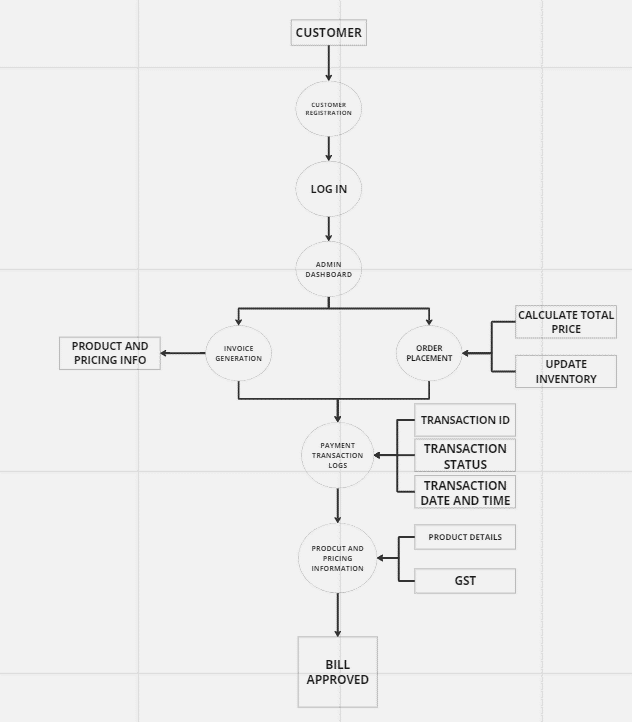 CUSTOMER
CUSTOMER
REGISTRATION
LOG IN
ADMIN
DASHBOARD
PRODUCT AND
PRICING INFO
INVOICE
GENERATION
ORDER
PLACEMENT
CALCULATE TOTAL
PRICE
UPDATE
INVENTORY
PAYMENT
TRANSACTION
LOGS
TRANSACTION ID
TRANSACTION
STATUS
TRANSACTION
DATE AND TIME
PRODCUT AND
PRICING
INFORMATION
PRODUCT DETAILS
GST
BILL
APPROVED